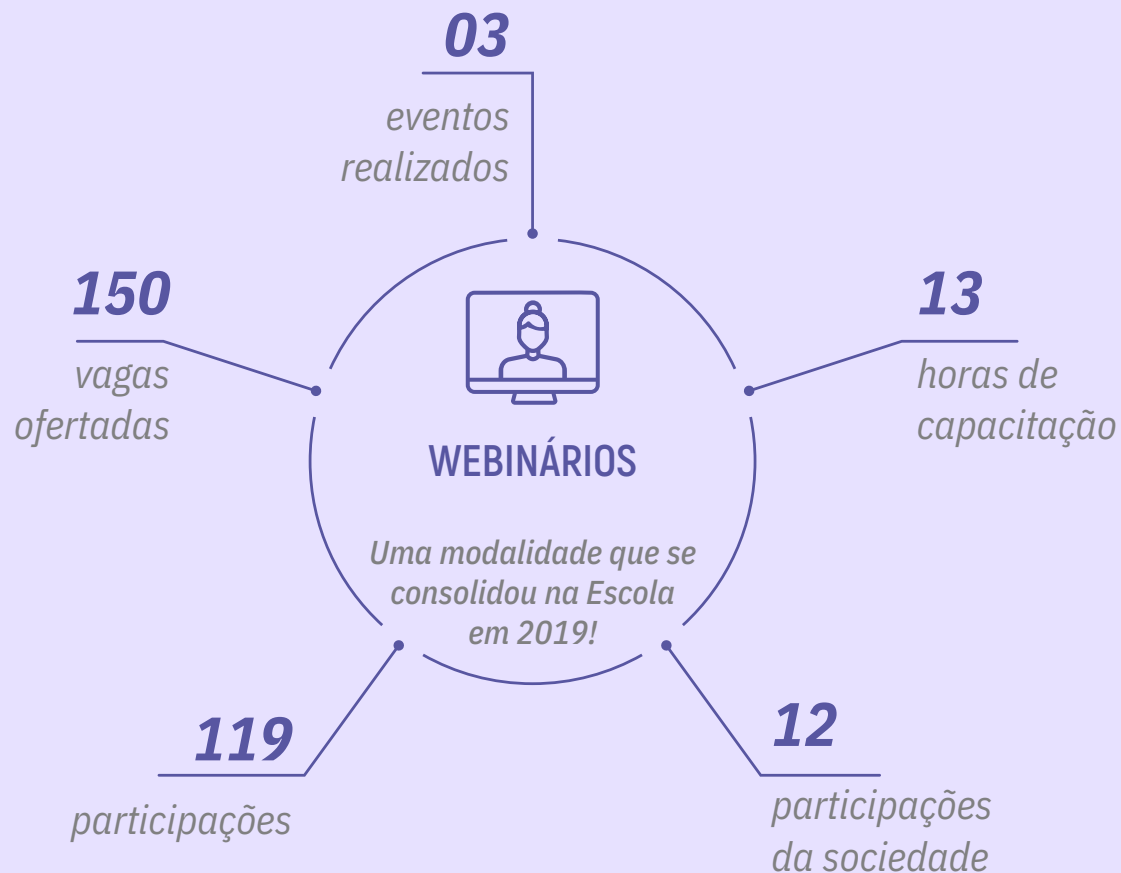 03
eventos
realizados
150
vagas
ofertadas
13
horas de
capacitação
WEBINÁRIOS
Uma modalidade que se
consolidou na Escola
em 2019!
119
participações
12
participações
da sociedade